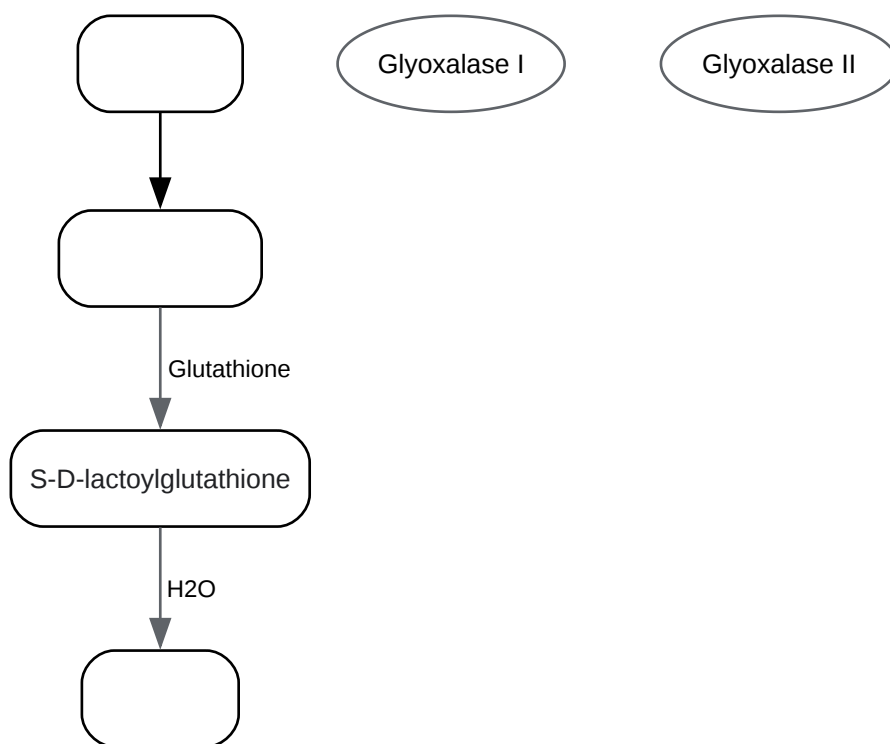 Glyoxalase I
Glyoxalase II
Glutathione
S-D-lactoylglutathione
H2O